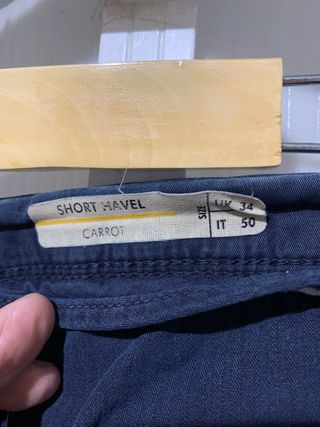 SHORT HAVEL
CARROT
SIZE
UK 34
IT 50